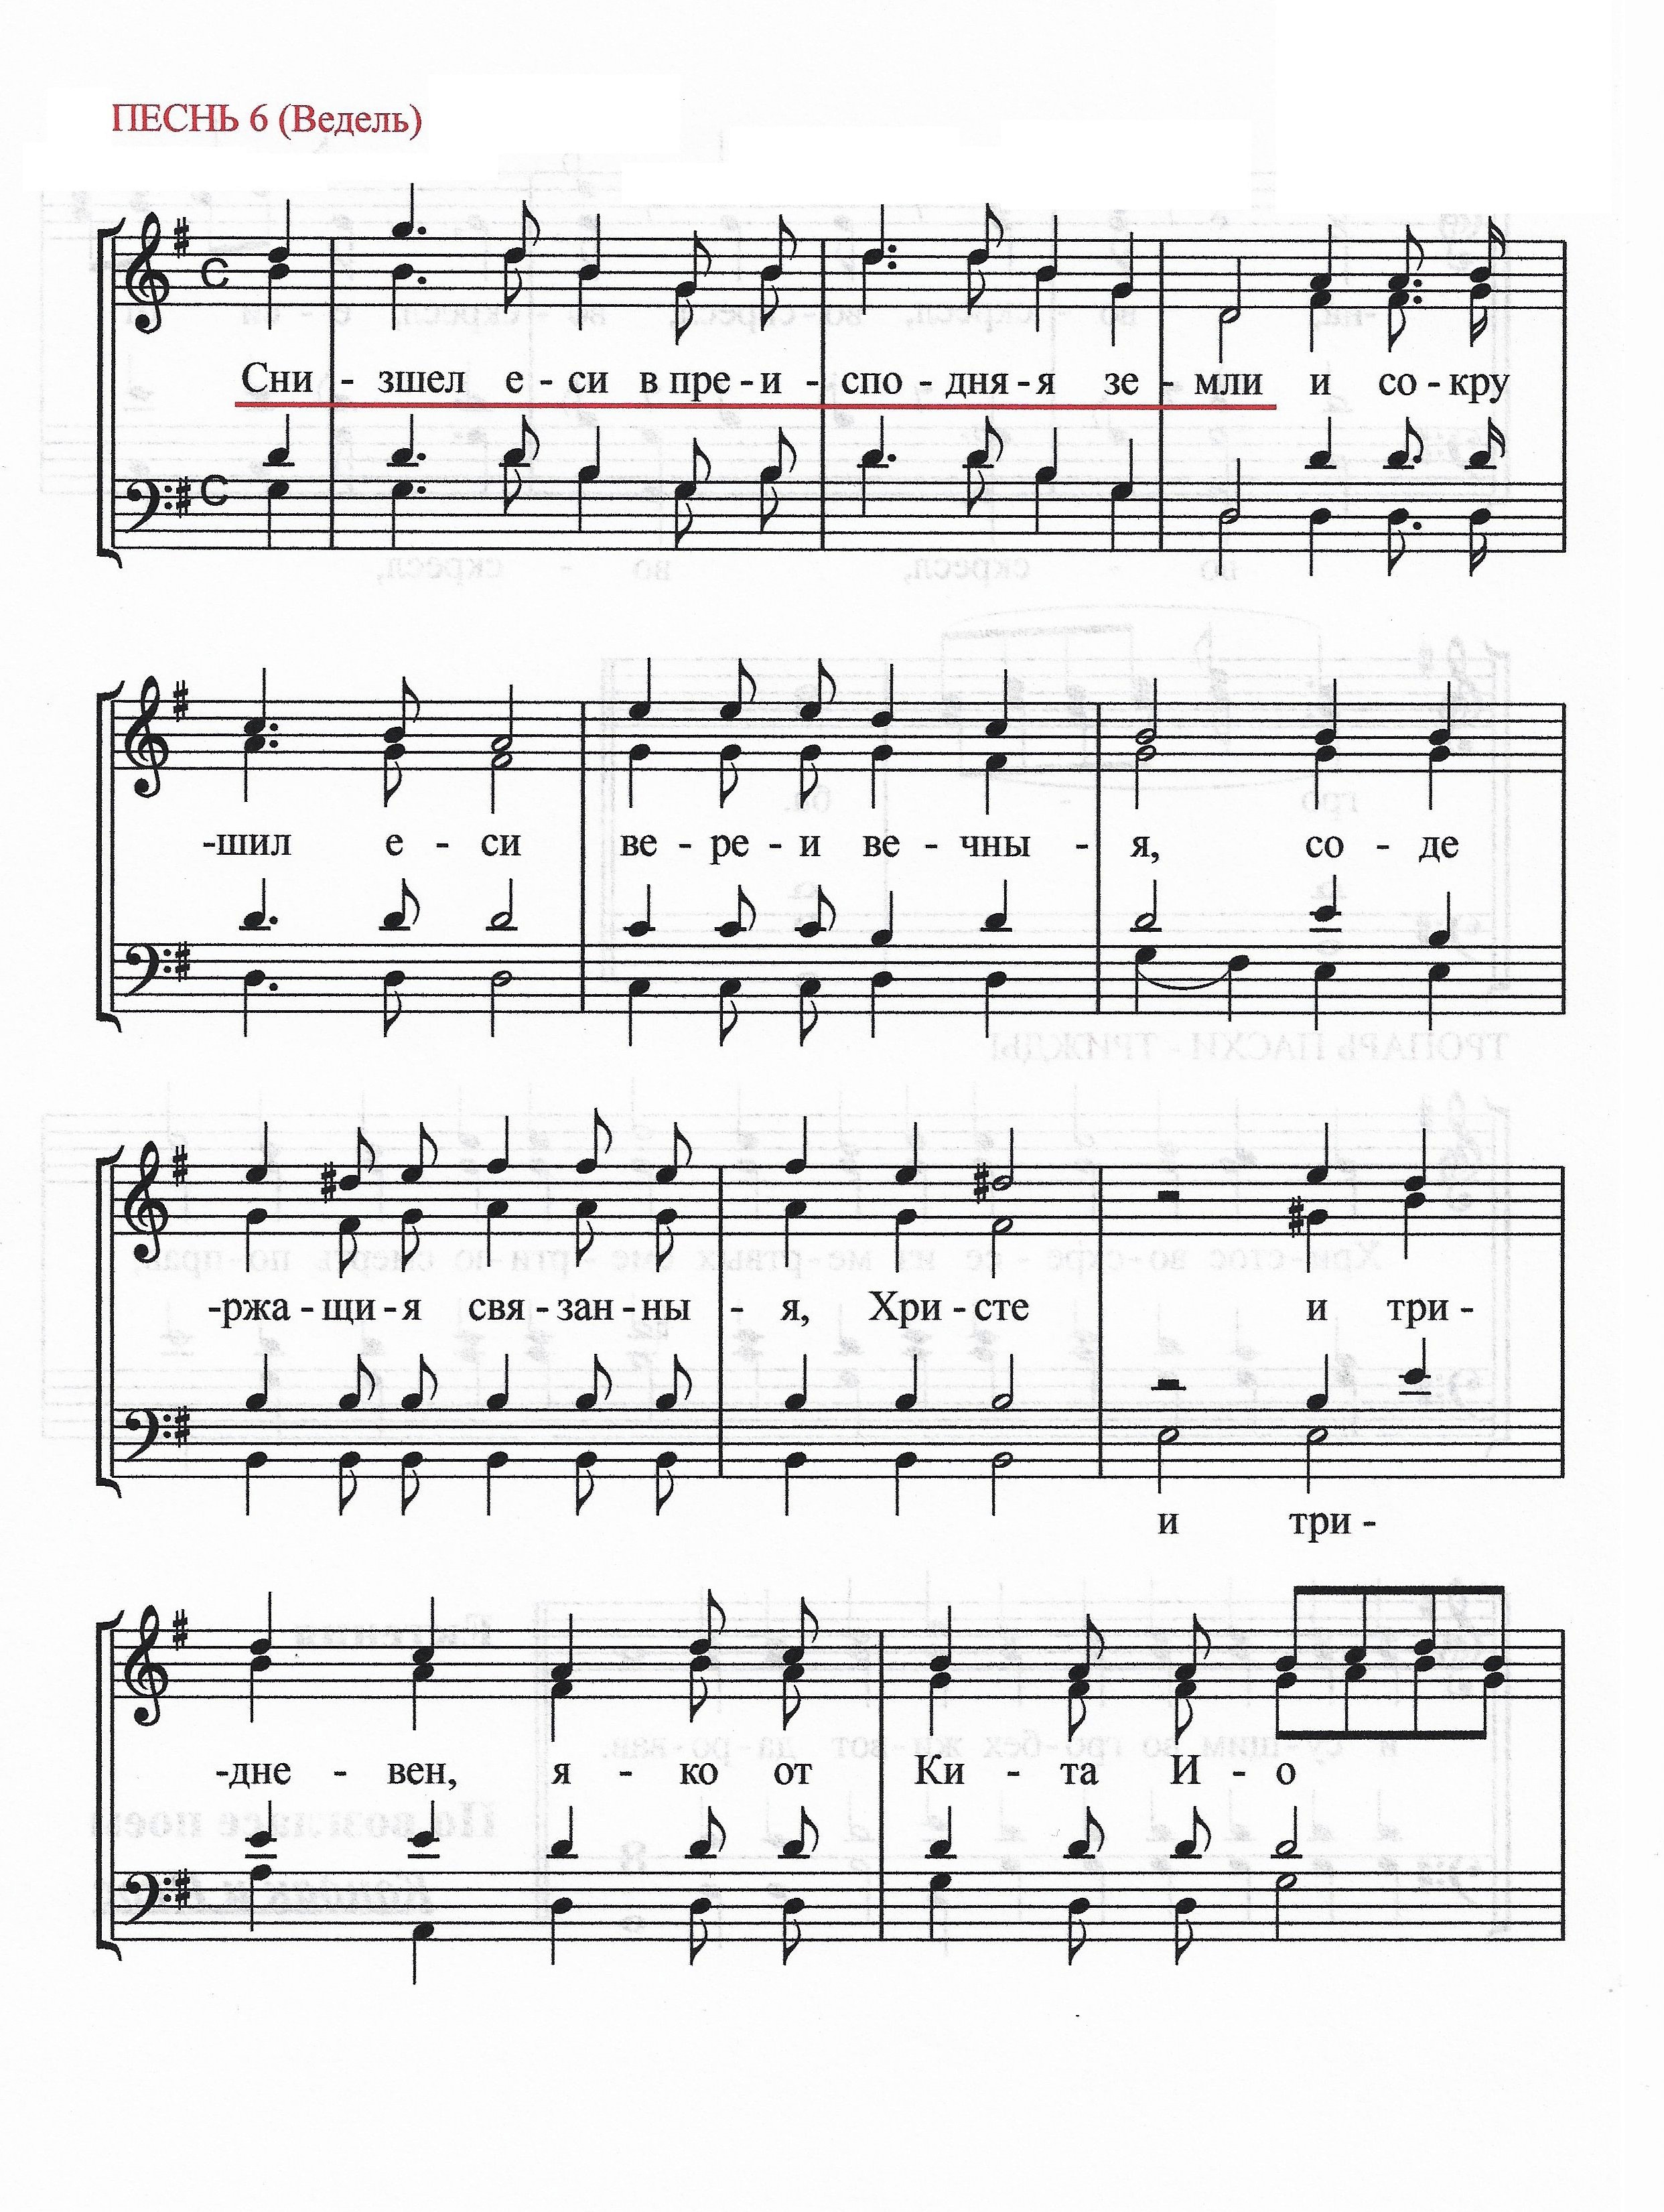 ПЕСНЬ 6 (Ведель)
Сни - зшел е - си в пре - и - спо - дня - я зе - мли и со - кру
-шил е - си ве - ре - и ве - чны - я, со - де
-ржа - щи - я свя - зан - ны - я, Хри - сте и три -
и три -
-дне - вен, я - ко от Ки - та И - о